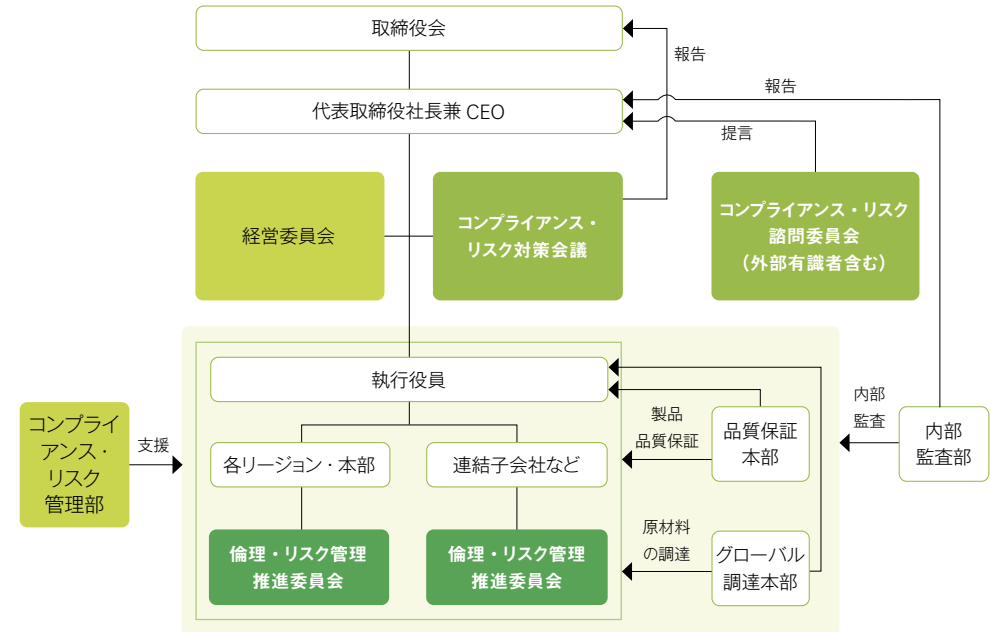 取締役会
報告
代表取締役社長兼 CEO
報告
提言
経営委員会
コンプライアンス・
リスク対策会議
コンプライアンス・リスク
諮問委員会
（外部有識者含む）
執行役員
コンプライ
アンス・
リスク
管理部
支援
各リージョン・本部
連結子会社など
製品
品質保証
品質保証
本部
内部
監査
内部
監査部
倫理・リスク管理
推進委員会
倫理・リスク管理
推進委員会
原材料
の調達
グローバル
調達本部